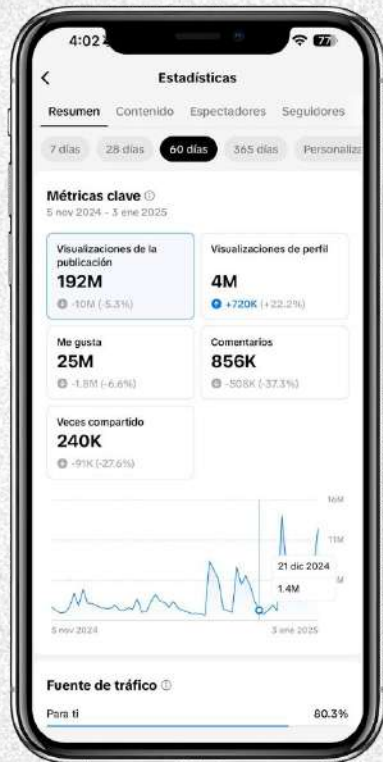 4:02
77
Estadísticas
Resumen Contenido Espectadores Seguidores
7 días 28 días 60 días 365 días Personaliza
Métricas clave
5 nov 2024 - 3 ene 2025
Visualizaciones de la
publicación
192M
-10M (-5.3%)
Visualizaciones de perfil
4M
+720K (+22.2%)
Me gusta
25M
-1.8M (-6.6%)
Comentarios
856K
-508K (-37.3%)
Veces compartido
240K
-91K (-27.6%)
16M
11M
21 dic 2024
1.4M
M
5 nov 2024 3 ene 2025
Fuente de tráfico
Para ti 80.3%